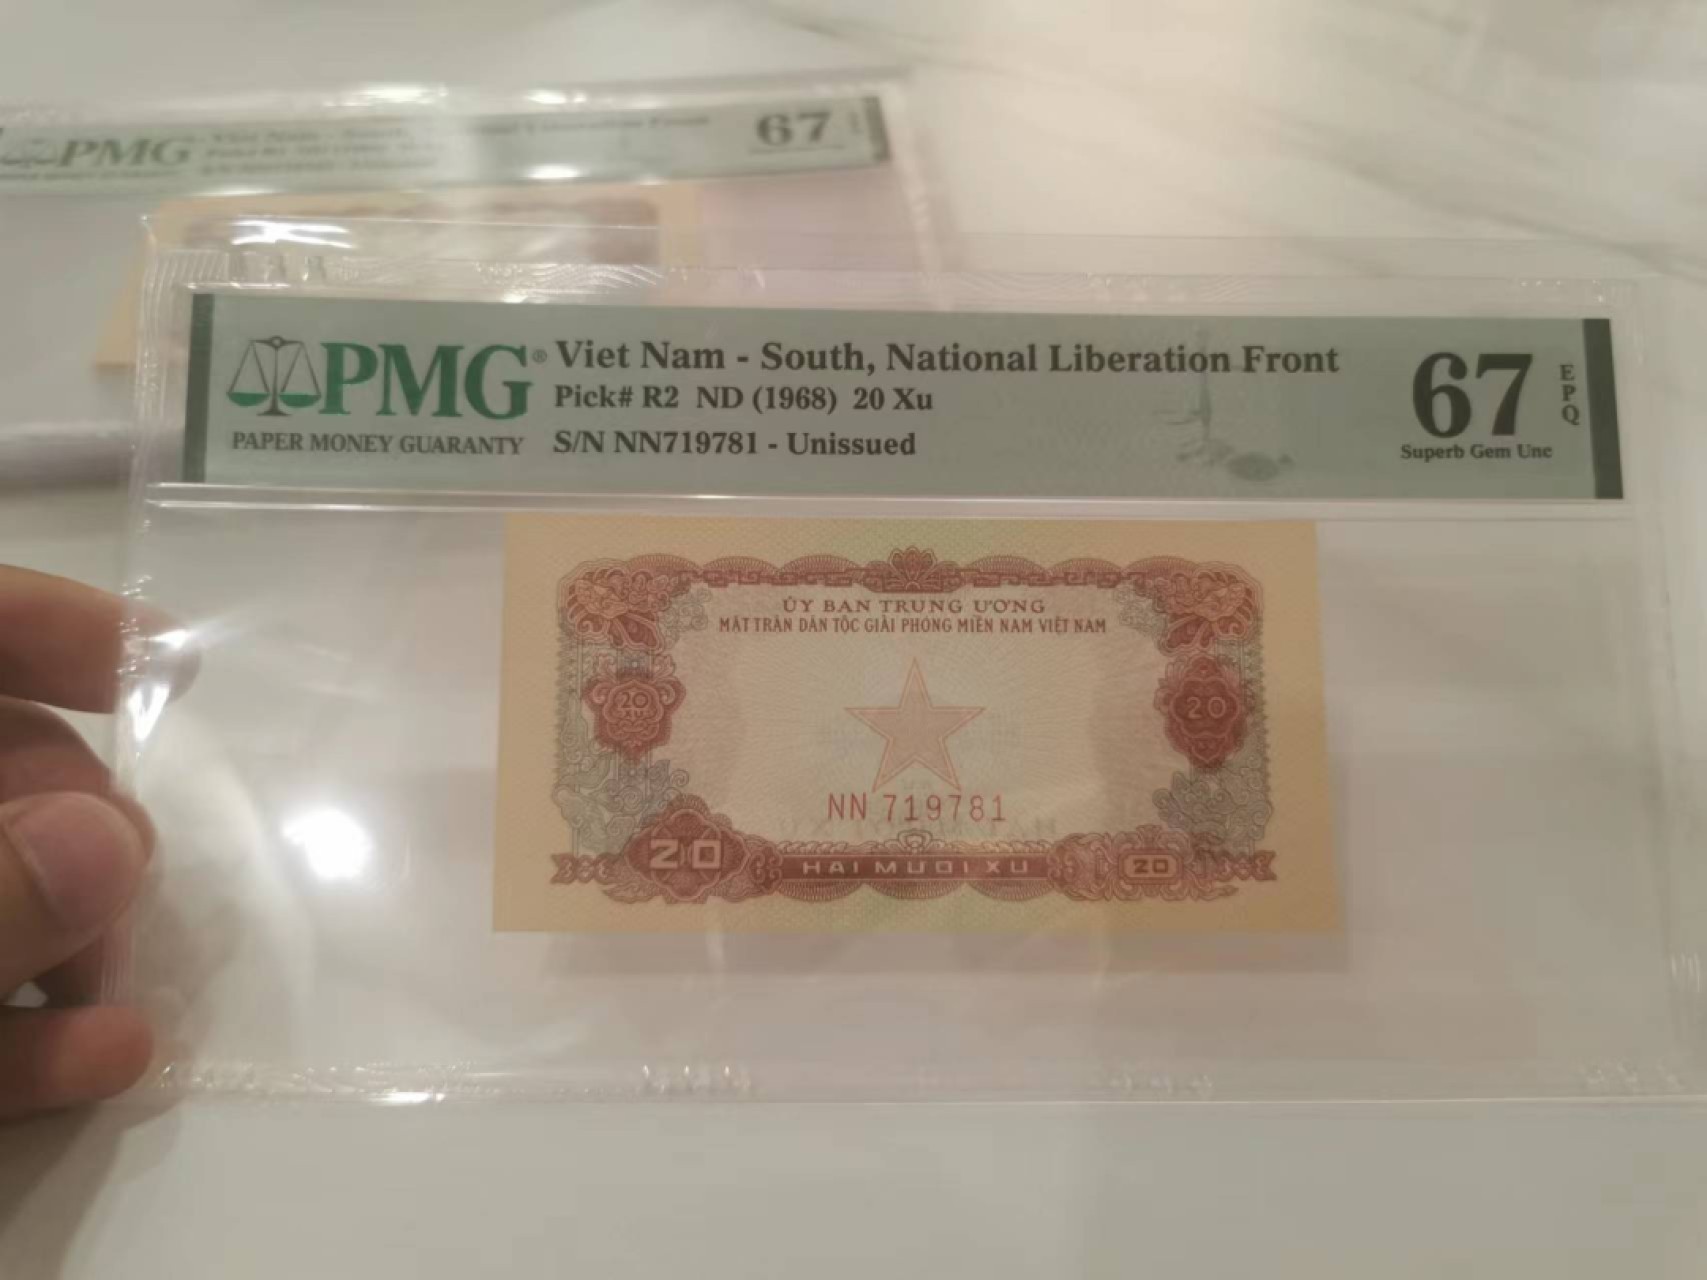 PMG
67
PMG®
PAPER MONEY GUARANTY
Viet Nam - South, National Liberation Front
Pick# R2 ND (1968) 20 Xu
S/N NN719781 - Unissued
67
EPQ
Superb Gem Unc
ỦY BAN TRUNG ƯƠNG
MẶT TRẬN DÂN TỘC GIẢI PHÓNG MIỀN NAM VIỆT NAM
20
XU
20
NN 719781
20
HAI MƯƠI XU
20